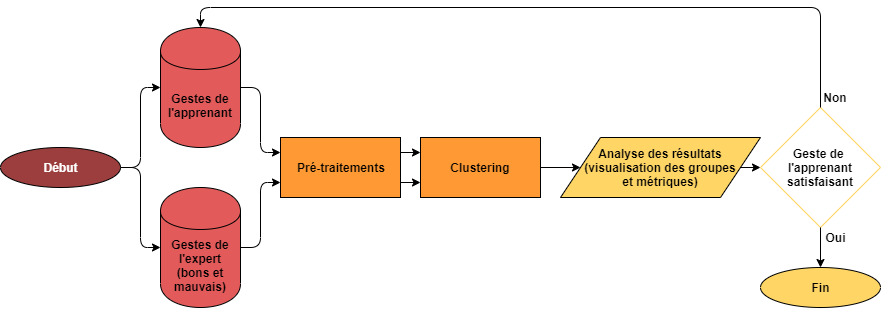 Début
Gestes de
l'apprenant
Gestes de
l'expert
(bons et
mauvais)
Pré-traitements
Clustering
Analyse des résultats
(visualisation des groupes
et métriques)
Geste de
l'apprenant
satisfaisant
Non
Oui
Fin